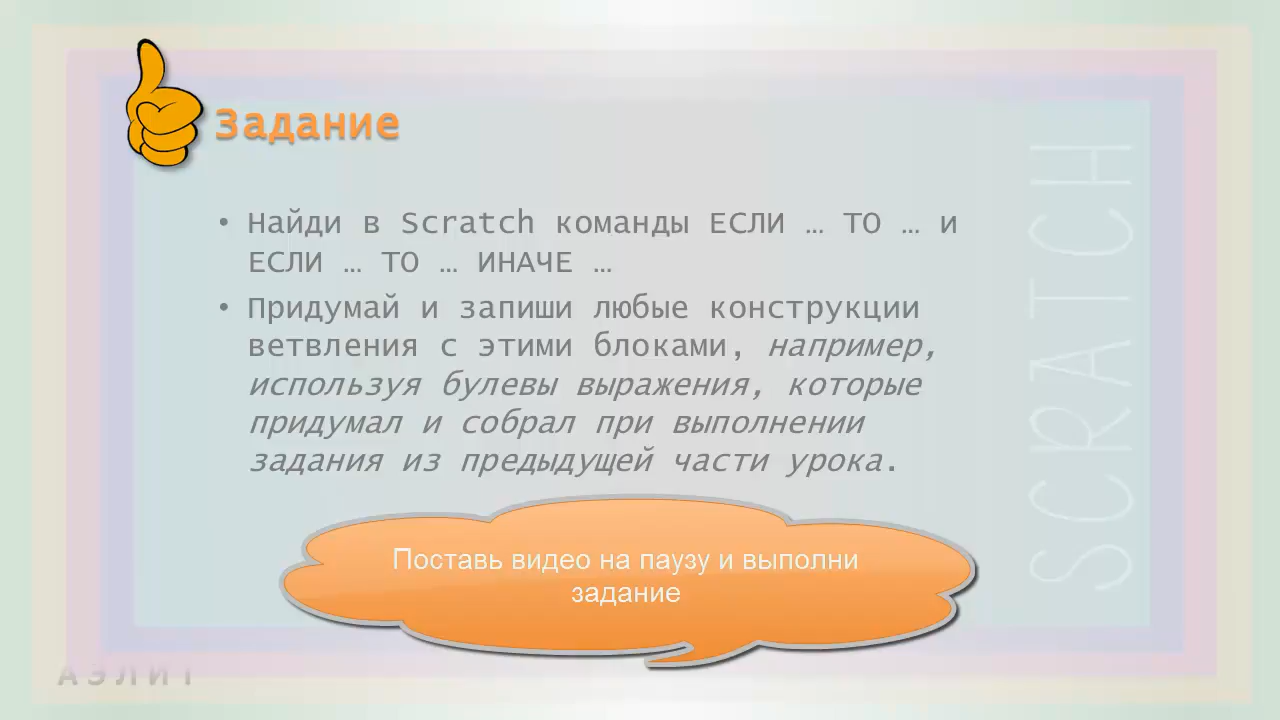 Задание
• Найди в Scratch команды ЕСЛИ … ТО … и
ЕСЛИ … ТО … ИНАЧЕ …
• Придумай и запиши любые конструкции
ветвления с этими блоками, например,
используя булевы выражения, которые
придумал и собрал при выполнении
задания из предыдущей части урока.
Поставь видео на паузу и выполни
задание
SCRATCH